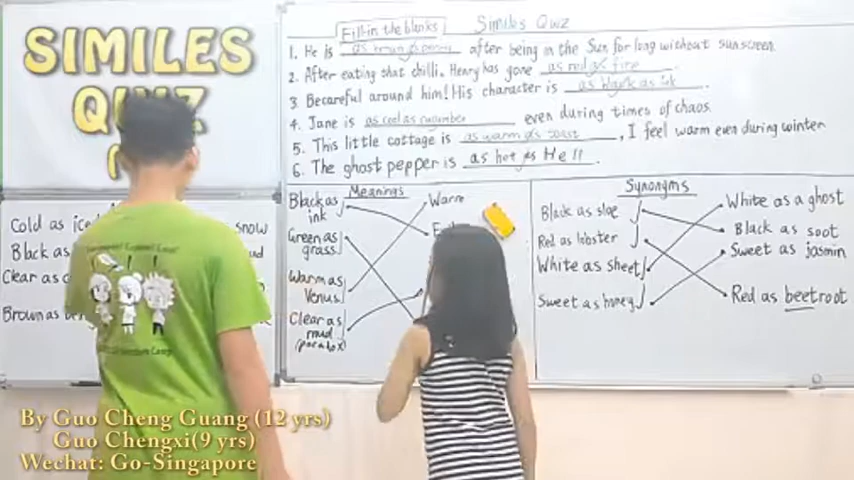 SIMILES
QUIZ
Fill in the blanks
Similes Quiz
1. He is as brown as berry after being in the Sun for long without sunscreen.
2. After eating that chilli. Henry has gone as red as fire.
3. Becareful around him! His character is as black as ink.
4. Jane is as cool as cucumber even during times of chaos.
5. This little cottage is as warm as toast, I feel warm even during winter
6. The ghost pepper is as hot as Hell.
Cold as
snow
Black as
Clear as
Brown as
Meanings
Black as
ink
Green as
grass
Warm as
Venus
Clear as
mud
(paradox)
Warm
Synonyms
Black as sloe
Red as lobster
White as sheet
Sweet as honey
White as a ghost
Black as soot
Sweet as jasmin
Red as beetroot
By Guo Cheng Guang (12 yrs)
Guo Chengxi(9 yrs)
Wechat: Go-Singapore